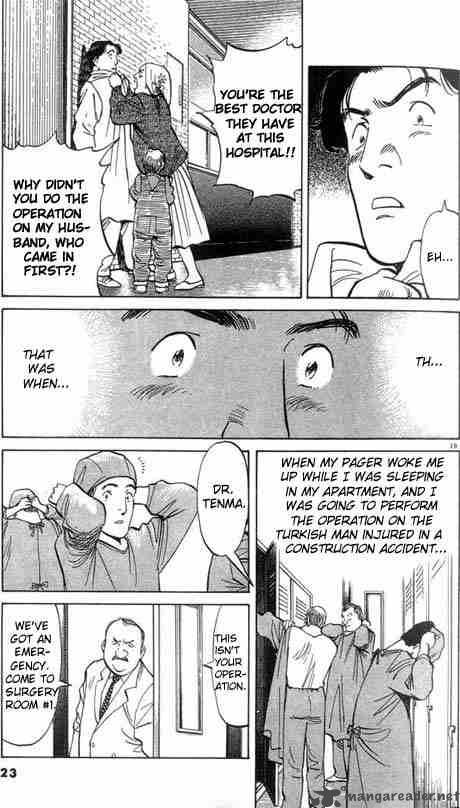 YOU'RE THE
BEST DOCTOR
THEY HAVE
AT THIS
HOSPITAL!!
WHY DIDN'T
YOU DO THE
OPERATION
ON MY HUS-
BAND, WHO
CAME IN
FIRST?!
EH...
TH...
THAT
WAS
WHEN...
19
WHEN MY PAGER WOKE ME
UP WHILE I WAS SLEEPING
IN MY APARTMENT, AND I
WAS GOING TO PERFORM
THE OPERATION ON THE
TURKISH MAN INJURED IN A
CONSTRUCTION ACCIDENT...
DR.
TENMA.
THIS
ISN'T
YOUR
OPER-
ATION.
WE'VE
GOT AN
EMER-
GENCY.
COME TO
SURGERY
ROOM #1.
23
mangareader.net